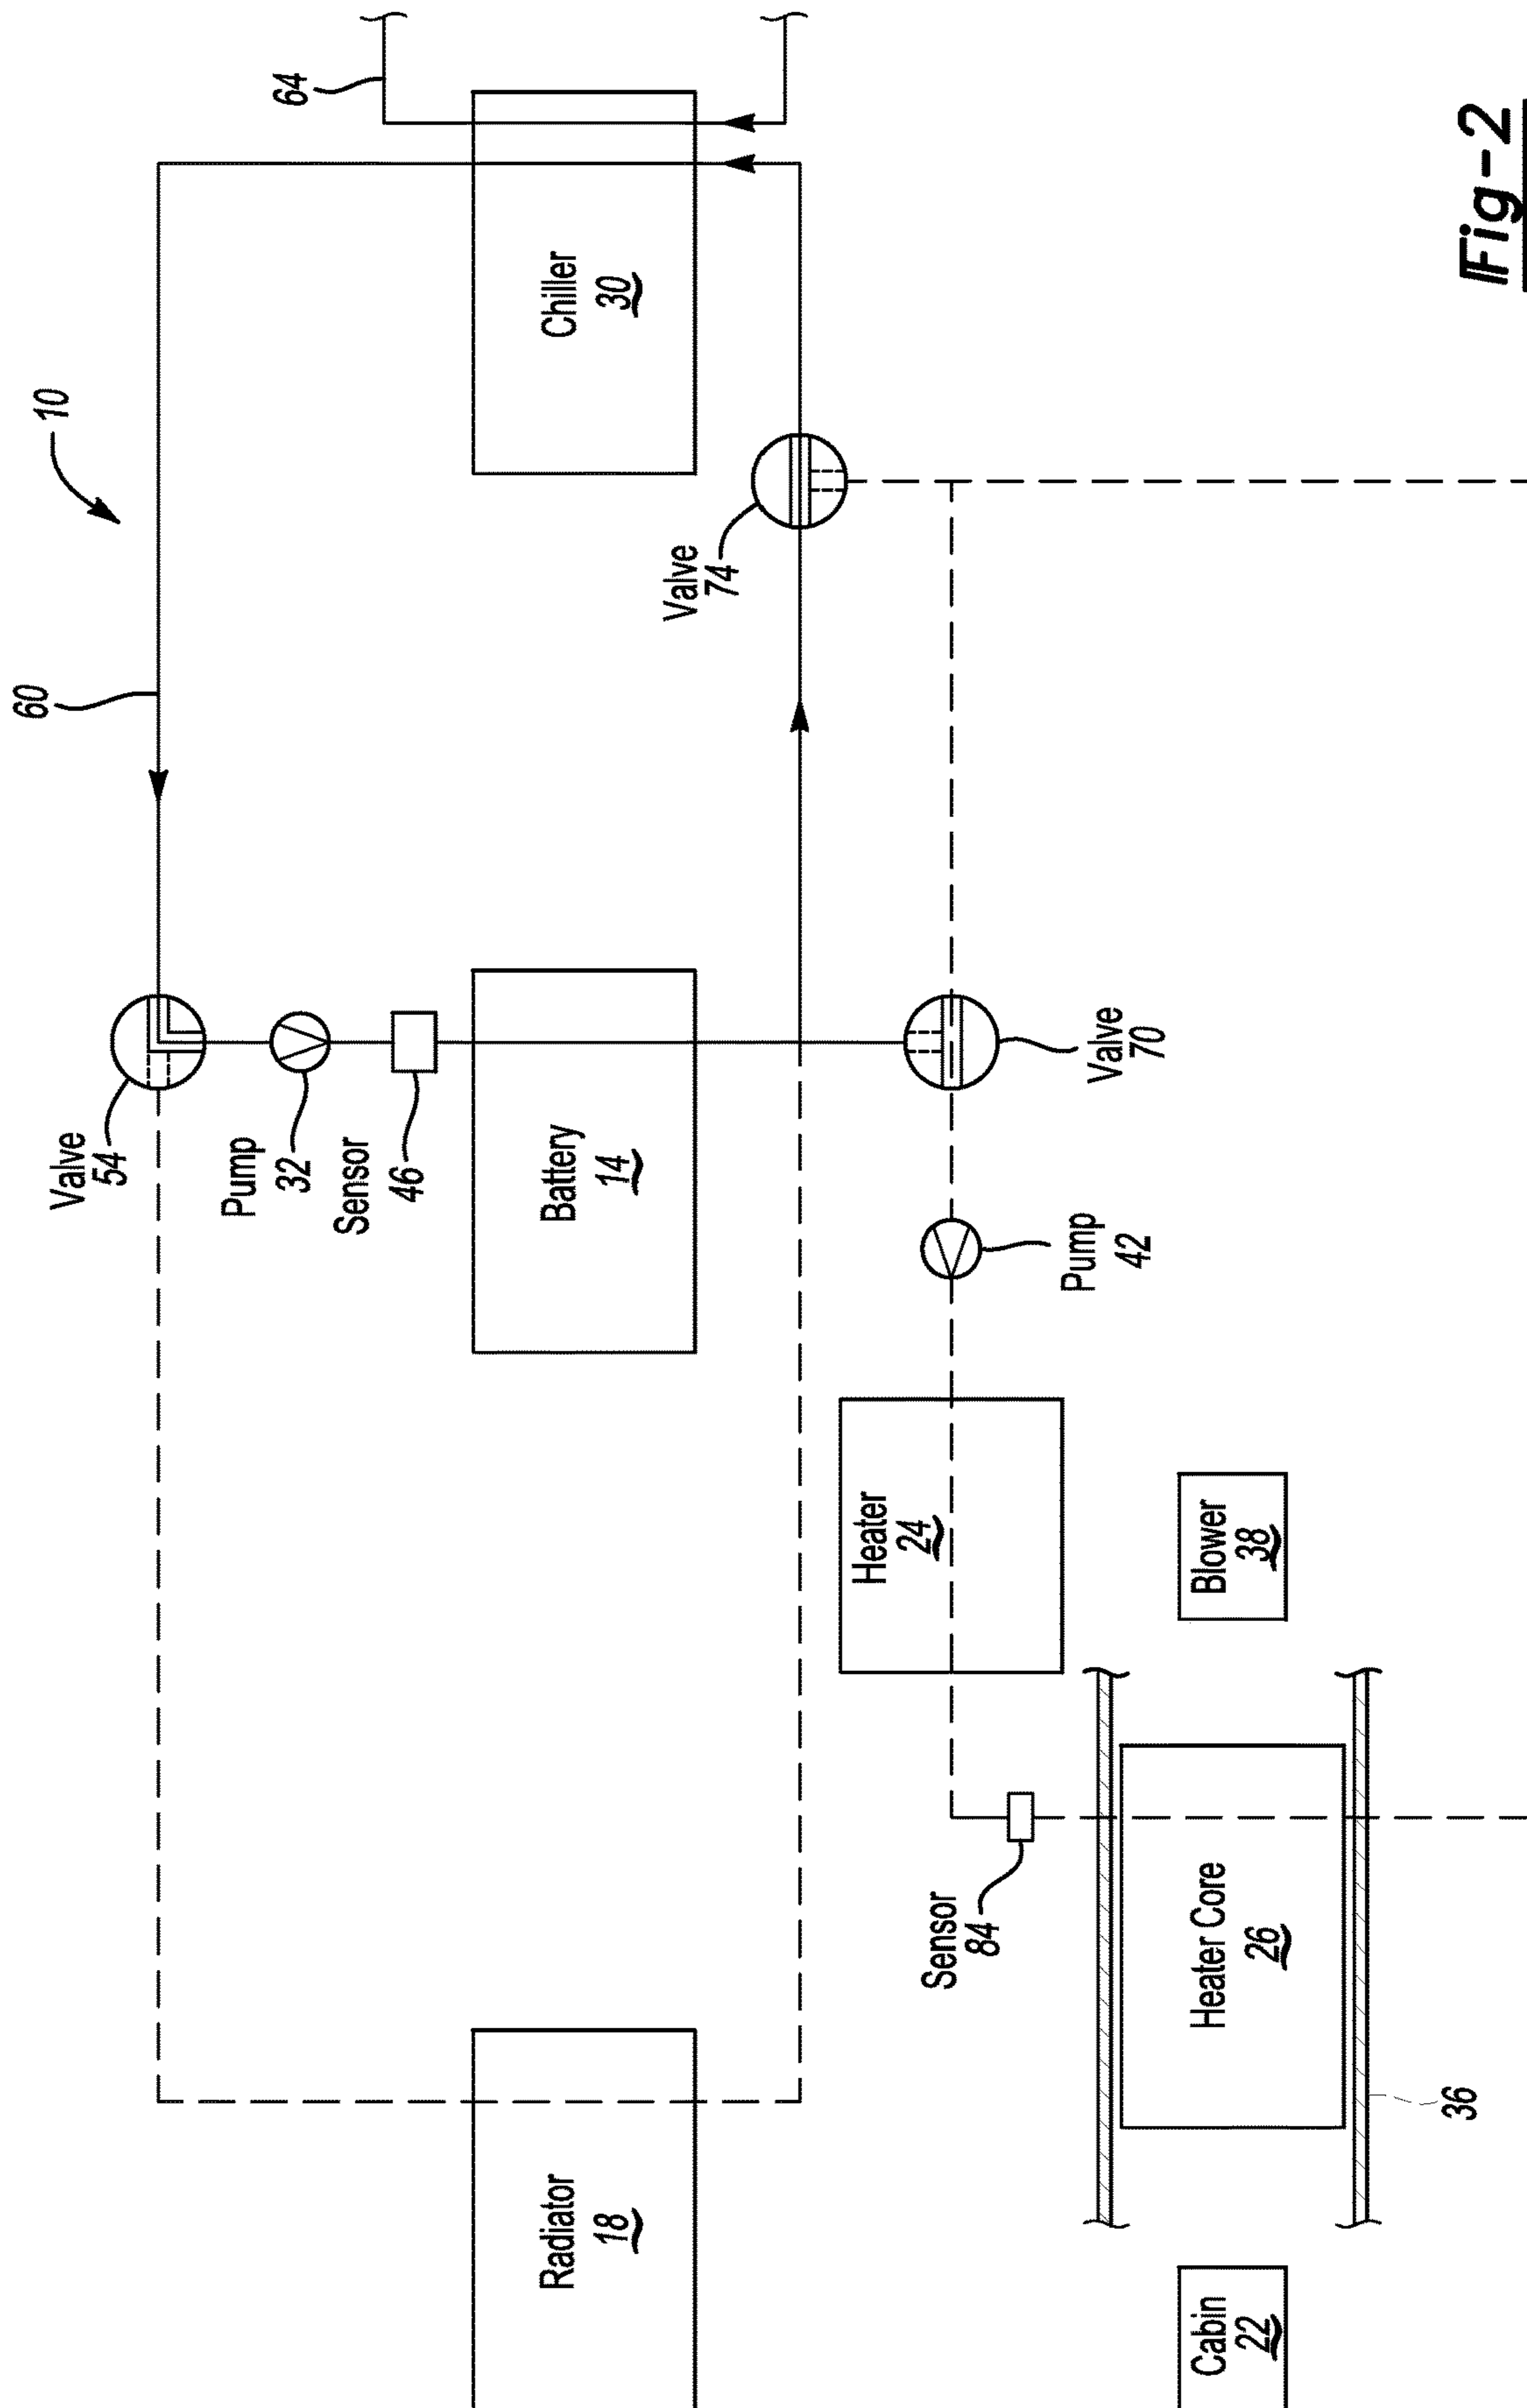 10
60
64
Valve
54
Pump
32
Sensor
46
Radiator
18
Battery
14
Chiller
30
Valve
74
Heater
24
Pump
42
Valve
70
Sensor
84
Cabin
22
Heater Core
26
Blower
38
36
Fig-2